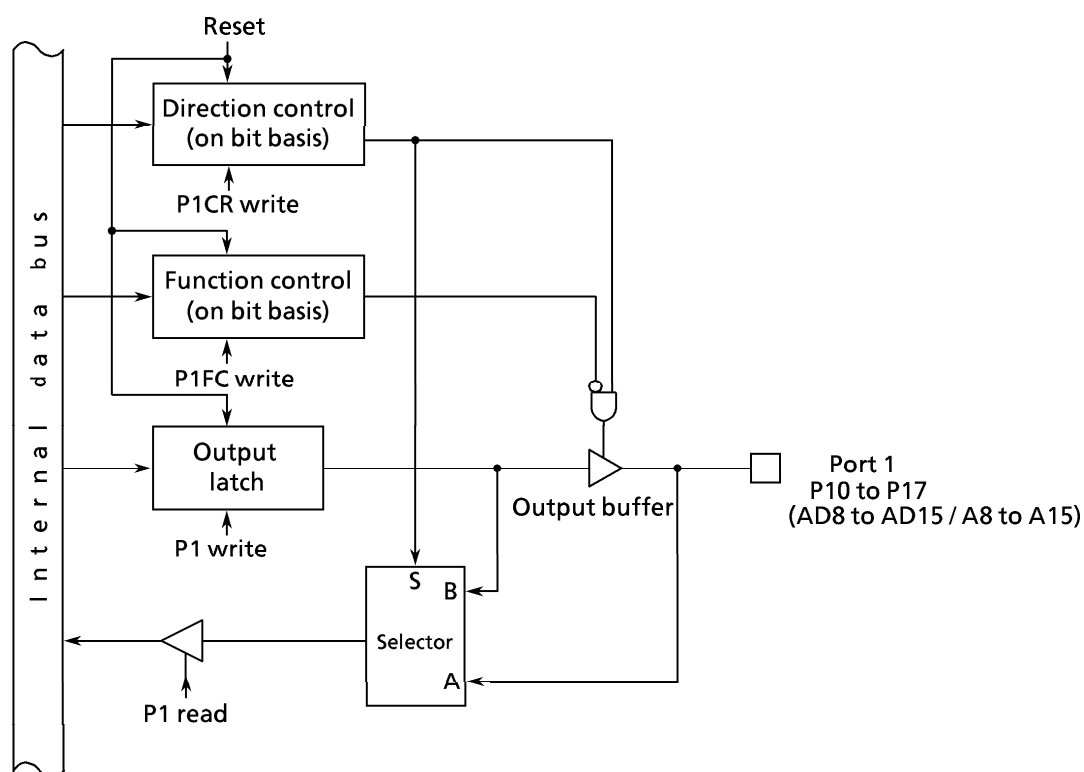 Reset
Direction control
(on bit basis)
P1CR write
Function control
(on bit basis)
P1FC write
Output
latch
P1 write
Internal data bus
Output buffer
Port 1
P10 to P17
(AD8 to AD15 / A8 to A15)
S
B
Selector
A
P1 read